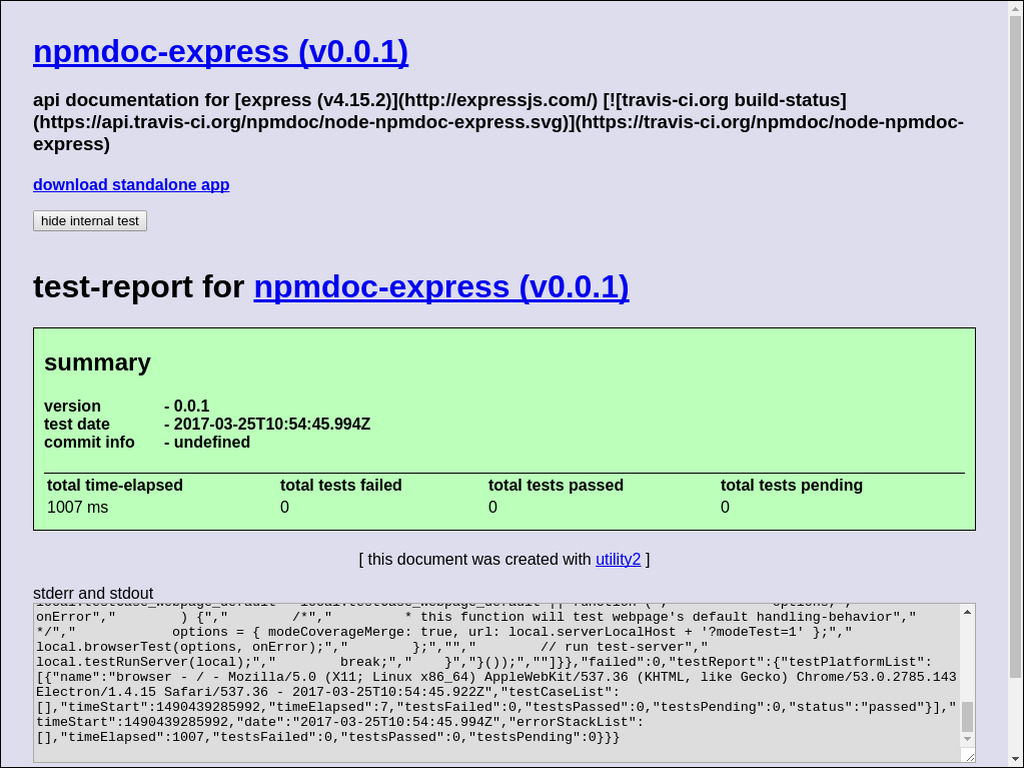 npmdoc-express (v0.0.1)
api documentation for [express (v4.15.2)](http://expressjs.com/) [![travis-ci.org build-status]
(https://api.travis-ci.org/npmdoc/node-npmdoc-express.svg)](https://travis-ci.org/npmdoc/node-npmdoc-
express)
download standalone app
hide internal test
test-report for npmdoc-express (v0.0.1)
summary
version - 0.0.1
test date - 2017-03-25T10:54:45.994Z
commit info - undefined
total time-elapsed total tests failed total tests passed total tests pending
1007 ms 0 0 0
[ this document was created with utility2 ]
stderr and stdout
local.testCase_webpage_default local.testCase_webpage_default || function (","            options,","
onError","        ) {","        /*","         * this function will test webpage's default handling-behavior","
*/","            options = { modeCoverageMerge: true, url: local.serverLocalHost + '?modeTest=1' };","
local.browserTest(options, onError);","        };","","        // run test-server","
local.testRunServer(local);","        break;","    }","}());",""]}},"failed":0,"testReport":{"testPlatformList":
[{"name":"browser - / - Mozilla/5.0 (X11; Linux x86_64) AppleWebKit/537.36 (KHTML, like Gecko) Chrome/53.0.2785.143
Electron/1.4.15 Safari/537.36 - 2017-03-25T10:54:45.922Z","testCaseList":
[],"timeStart":1490439285992,"timeElapsed":7,"testsFailed":0,"testsPassed":0,"testsPending":0,"status":"passed"}],"
timeStart":1490439285992,"date":"2017-03-25T10:54:45.994Z","errorStackList":
[],"timeElapsed":1007,"testsFailed":0,"testsPassed":0,"testsPending":0}}}